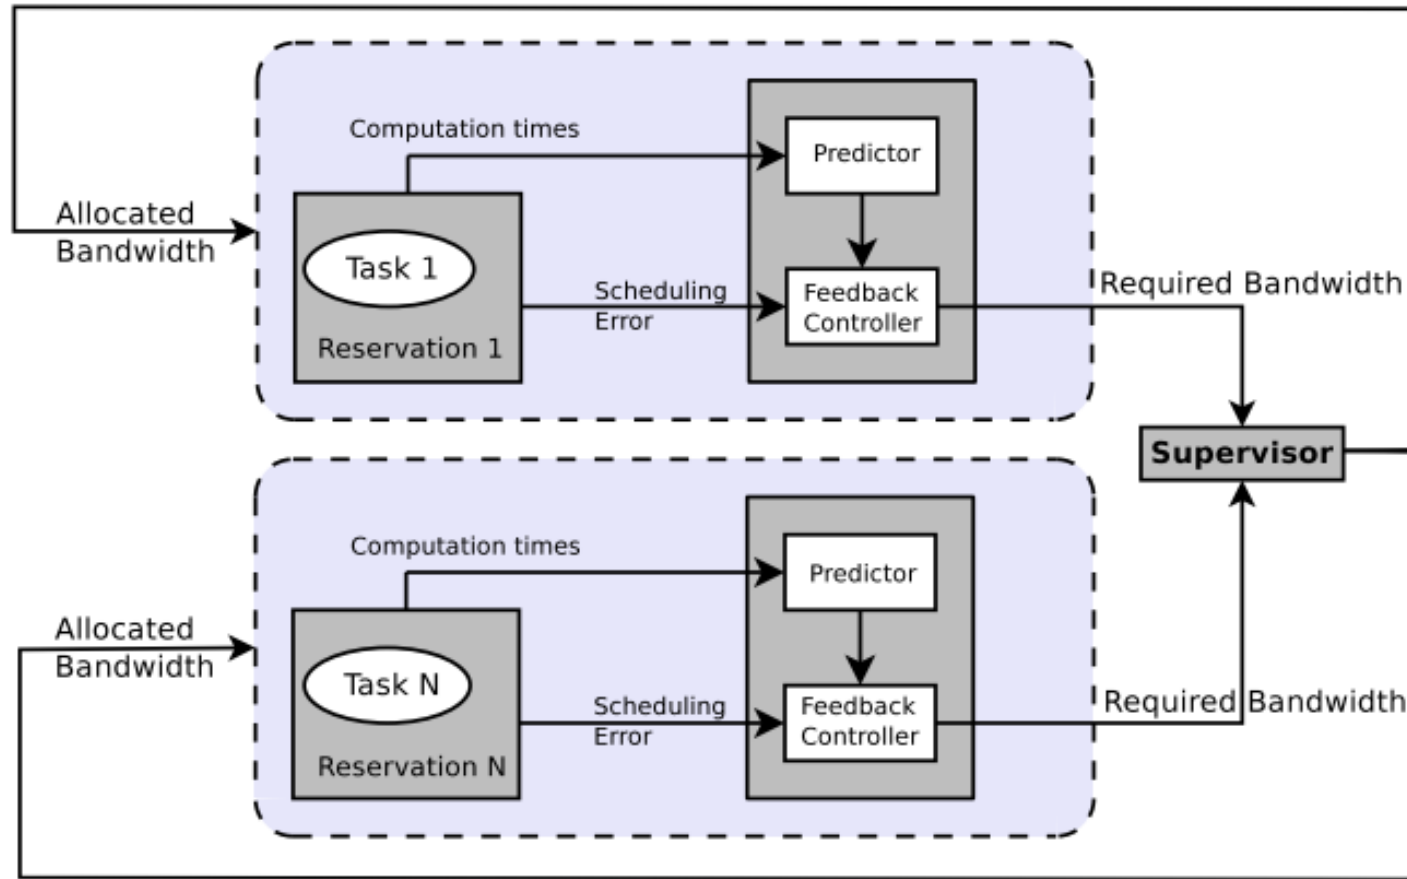 Computation times
Predictor
Allocated
Bandwidth
Task 1
Scheduling
Error
Feedback
Controller
Required Bandwidth
Reservation 1
Supervisor
Computation times
Predictor
Allocated
Bandwidth
Task N
Scheduling
Error
Feedback
Controller
Required Bandwidth
Reservation N